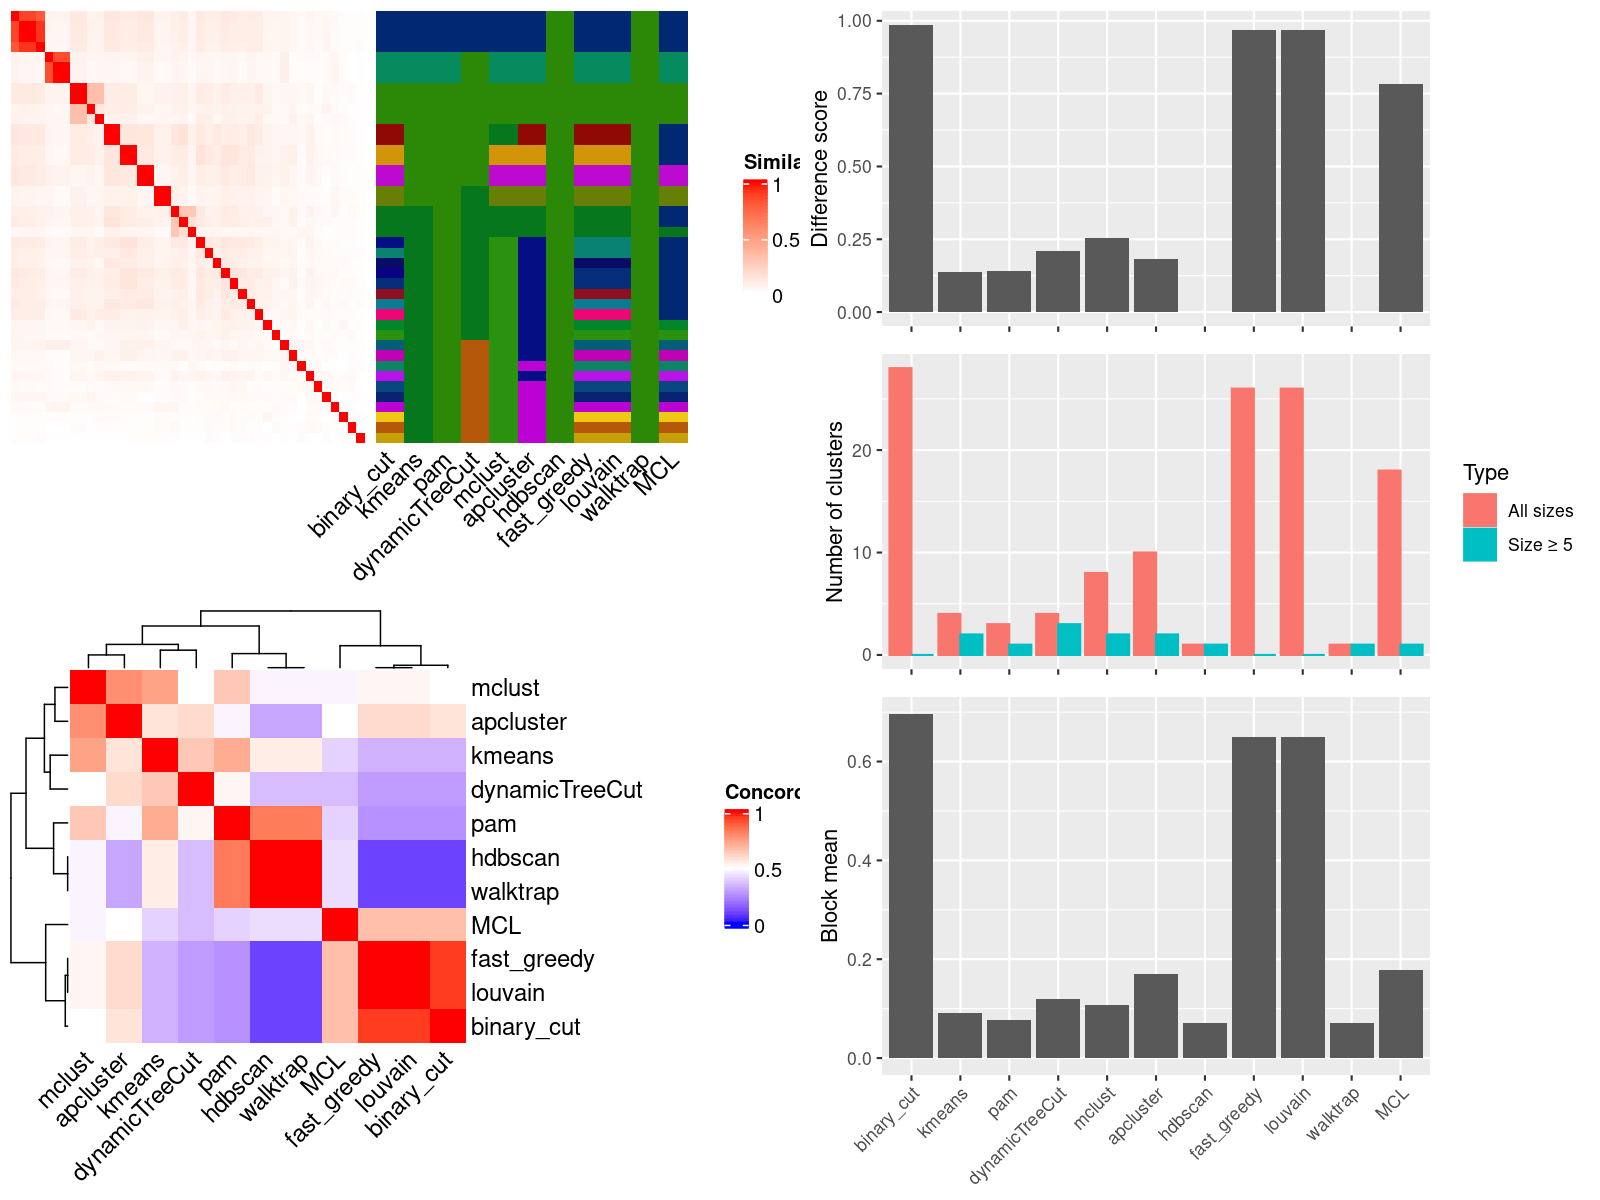 Simila
1
0.5
0
binary_cut
kmeans
pam
dynamicTreeCut
mclust
apcluster
hdbscan
fast_greedy
louvain
walktrap
MCL
Difference score
1.00
0.75
0.50
0.25
0.00
Number of clusters
20
10
0
Type
All sizes
Size ≥ 5
mclust
apcluster
kmeans
dynamicTreeCut
pam
hdbscan
walktrap
MCL
fast_greedy
louvain
binary_cut
mclust
apcluster
kmeans
dynamicTreeCut
pam
hdbscan
walktrap
MCL
fast_greedy
louvain
binary_cut
Concord
1
0.5
0
Block mean
0.6
0.4
0.2
0.0
binary_cut
kmeans
pam
dynamicTreeCut
mclust
apcluster
hdbscan
fast_greedy
louvain
walktrap
MCL